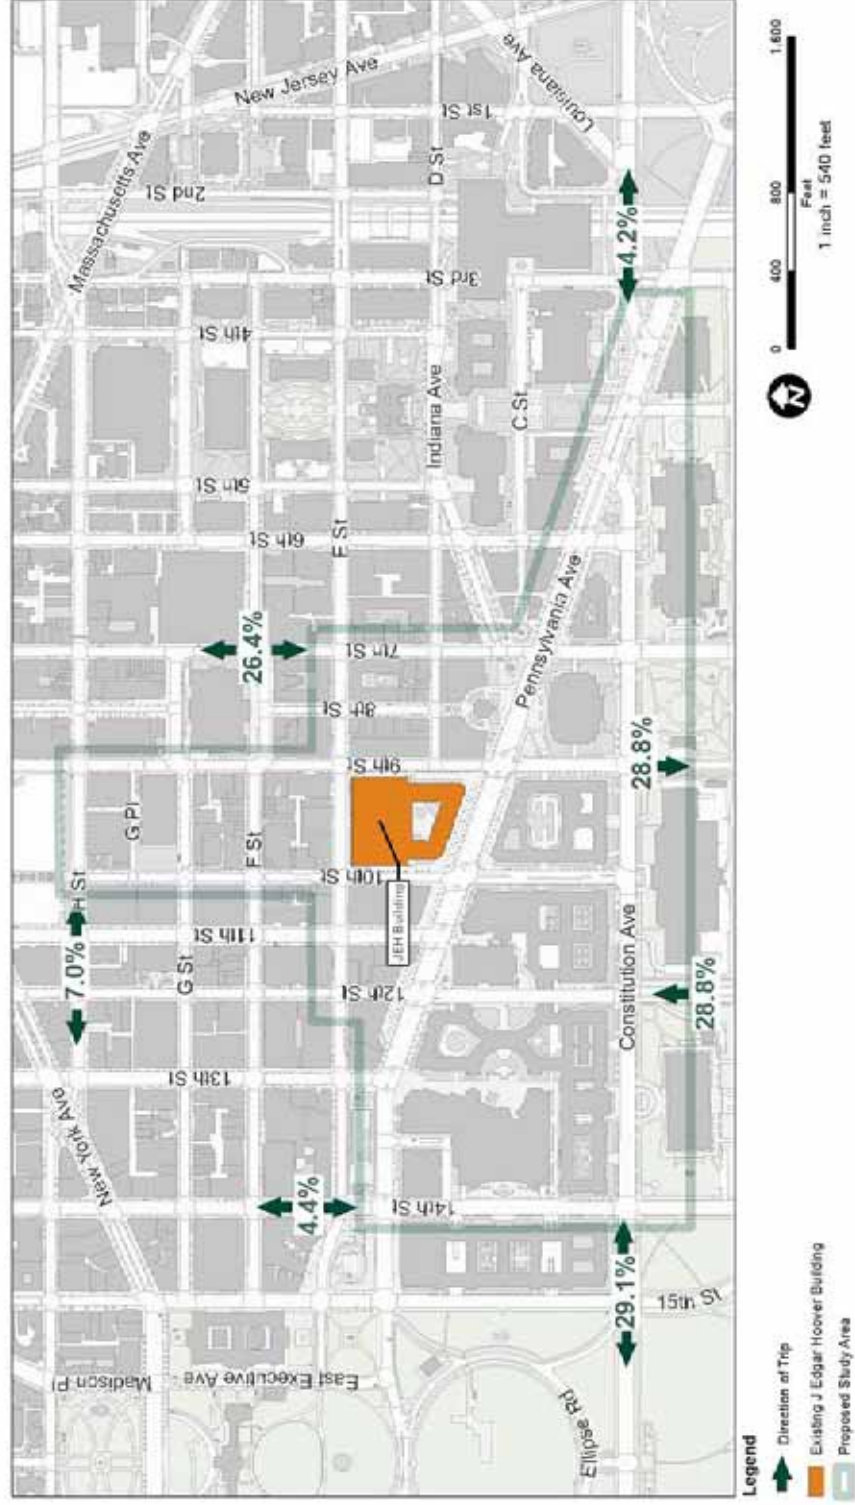 Massachusetts Ave
New Jersey Ave
Louisiana Ave
1st St
2nd St
D St
3rd St
4.2%
4th St
Indiana Ave
C St
5th St
6th St
E St
26.4%
7th St
Pennsylvania Ave
8th St
28.8%
9th St
G Pl
F St
10th St
JEH Building
H St
7.0%
11th St
G St
12th St
Constitution Ave
28.8%
13th St
New York Ave
4.4%
14th St
29.1%
15th St
Madison Pl
East Executive Ave
Ellipse Rd
Legend
Direction of Trip
Existing J Edgar Hoover Building
Proposed Study Area
N
0 400 800 1,600
Feet
1 inch = 540 feet